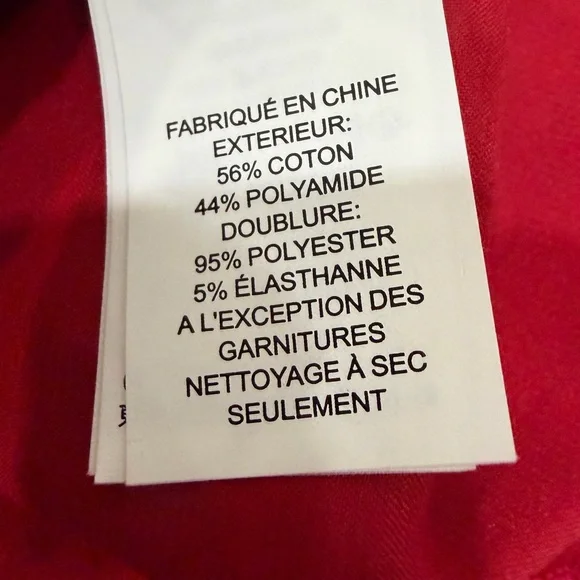 FABRIQUÉ EN CHINE
EXTERIEUR:
56% COTON
44% POLYAMIDE
DOUBLURE:
95% POLYESTER
5% ÉLASTHANNE
A L'EXCEPTION DES
GARNITURES
NETTOYAGE À SEC
SEULEMENT